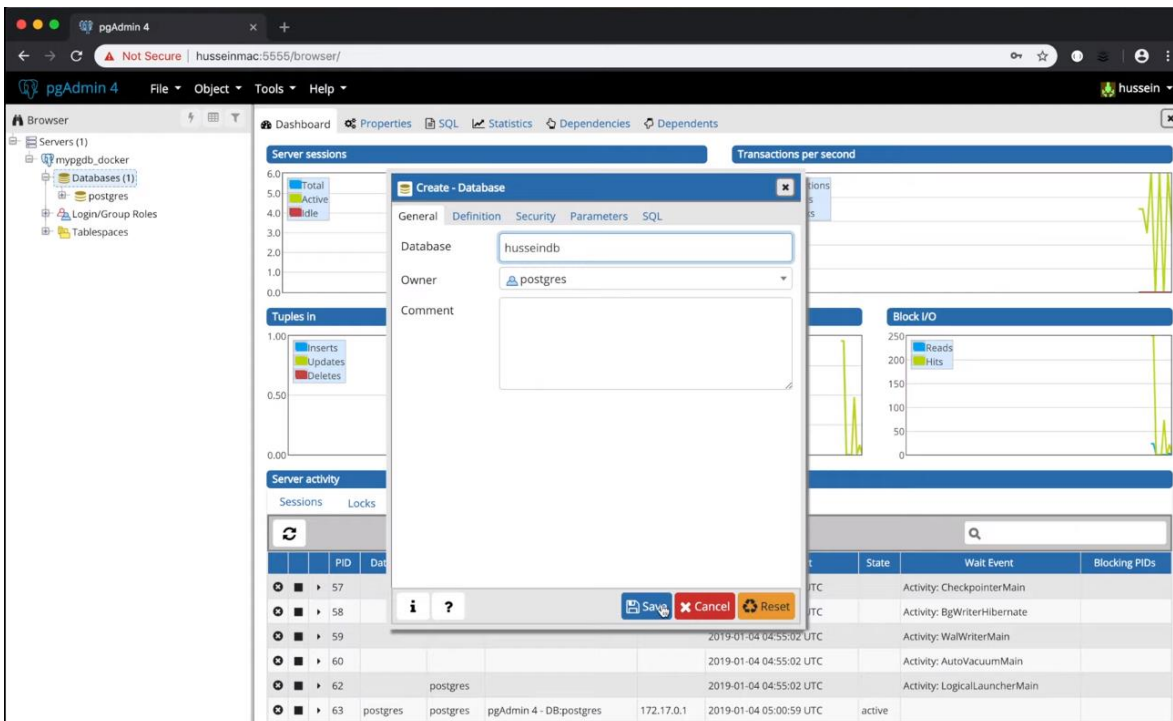 pgAdmin 4
Not Secure husseinmac:5555/browser/
pgAdmin 4 File Object Tools Help hussein
Browser
Servers (1)
mypgdb_docker
Databases (1)
postgres
Login/Group Roles
Tablespaces
Dashboard Properties SQL Statistics Dependencies Dependents
Server sessions
Transactions per second
6.0
5.0
4.0
3.0
2.0
1.0
0.0
Total
Active
Idle
Create - Database
General Definition Security Parameters SQL
Database husseindb
Owner postgres
Comment
i ? Save Cancel Reset
Tuples in
1.00
0.50
0.00
Inserts
Updates
Deletes
Block I/O
250
200
150
100
50
0
Reads
Hits
Server activity
Sessions Locks
PID State Wait Event Blocking PIDs
57 UTC Activity: CheckpointerMain
58 UTC Activity: BgWriterHibernate
59 2019-01-04 04:55:02 UTC Activity: WalWriterMain
60 2019-01-04 04:55:02 UTC Activity: AutoVacuumMain
62 postgres 2019-01-04 04:55:02 UTC Activity: LogicalLauncherMain
63 postgres postgres pgAdmin 4 - DB:postgres 172.17.0.1 2019-01-04 05:00:59 UTC active